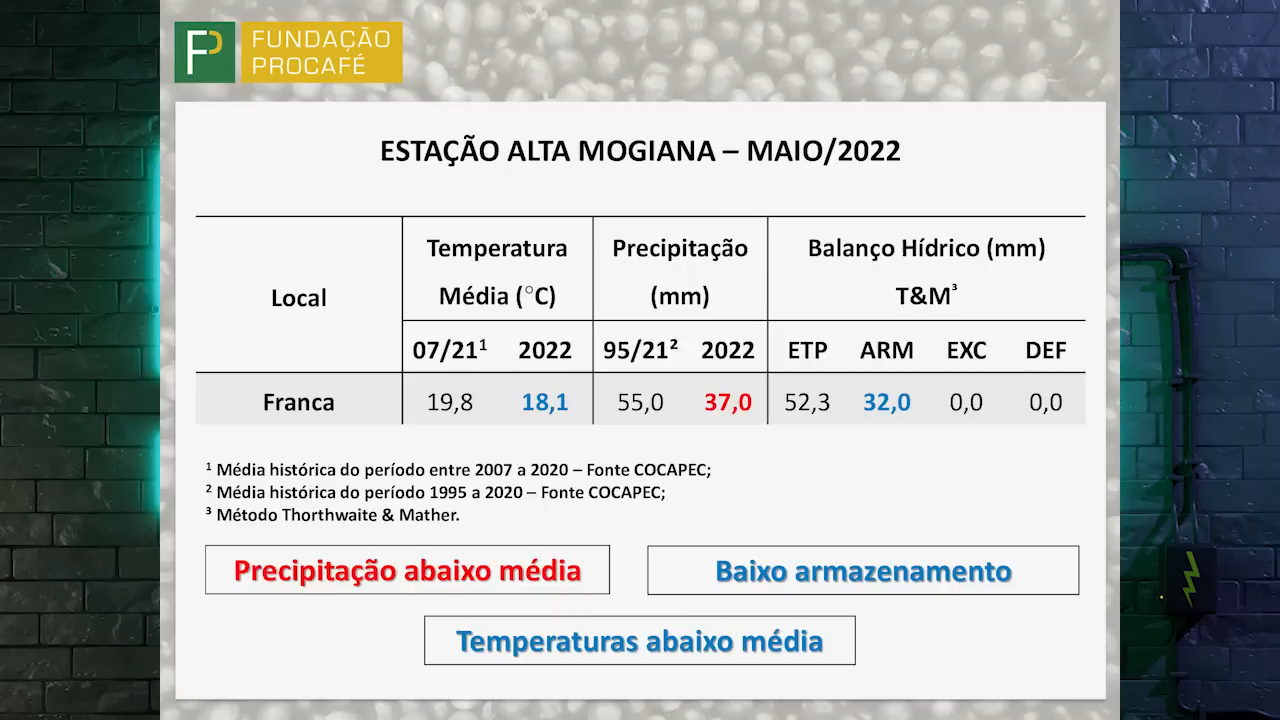 FUNDAÇÃO
PROCAFÉ
ESTAÇÃO ALTA MOGIANA – MAIO/2022
Local
Temperatura
Média (°C)
Precipitação
(mm)
Balanço Hídrico (mm)
T&M³
07/21¹ 2022 95/21² 2022 ETP ARM EXC DEF
Franca 19,8 18,1 55,0 37,0 52,3 32,0 0,0 0,0
¹ Média histórica do período entre 2007 a 2020 – Fonte COCAPEC;
² Média histórica do período 1995 a 2020 – Fonte COCAPEC;
³ Método Thorthwaite & Mather.
Precipitação abaixo média
Baixo armazenamento
Temperaturas abaixo média